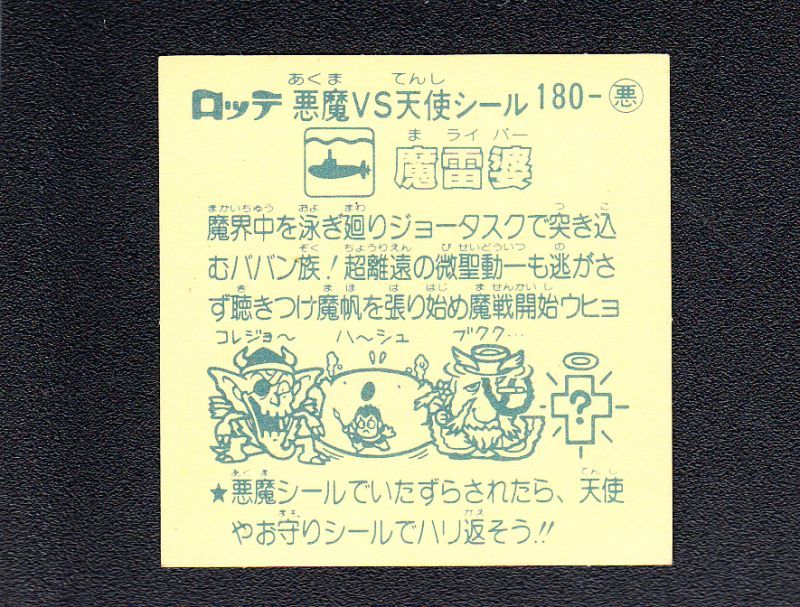 あくま てんし
ロッテ 悪魔VS天使シール 180-悪
ま ライ バー
魔雷婆
まかいちゅう およ まわ つ こ
魔界中を泳ぎ廻りジョータスクで突き込
ぞく ちょうりえん びせいどういつ の
むババン族!超離遠の微聖動一も逃がさ
き まほ は はじ ませんかいし
ず聴きつけ魔帆を張り始め魔戦開始ウヒョ
コレジョ〜 ハ〜シュ ブクク…
?
あくま てんし
★悪魔シールでいたずらされたら、天使
まも かえ
やお守りシールでハリ返そう!!